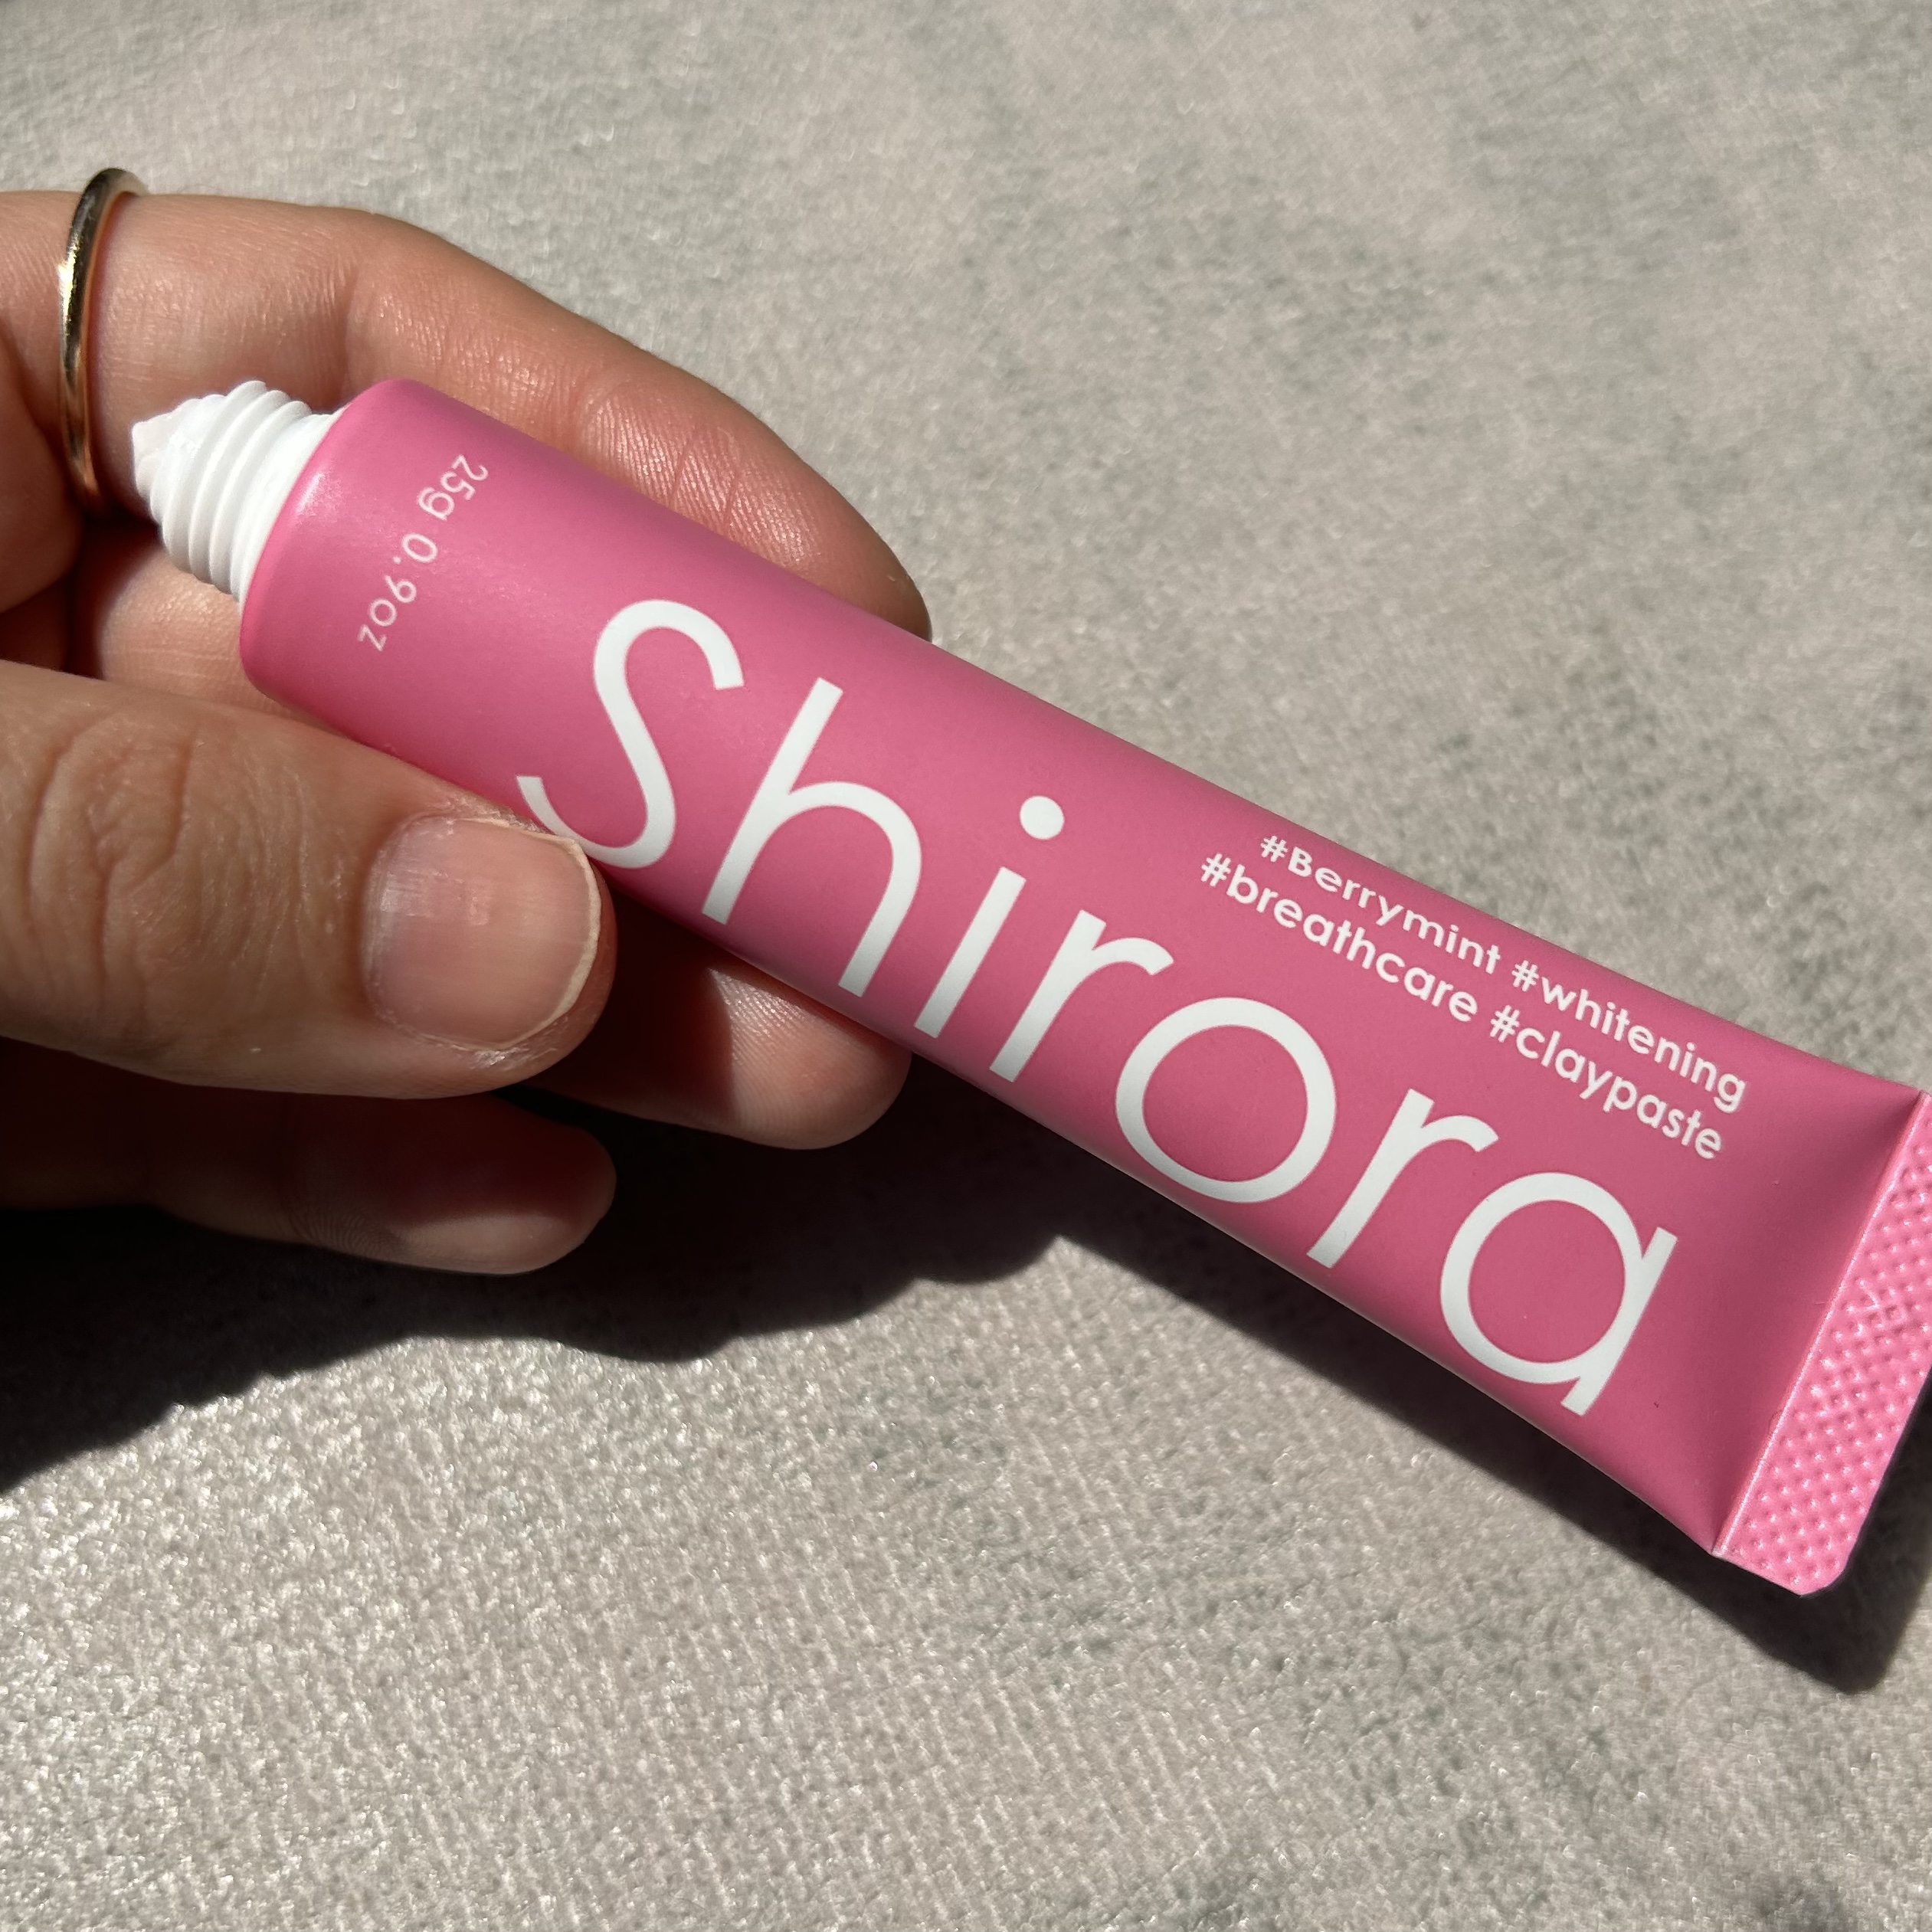 25g 0.9oz
Shirora
#Berrymint #whitening
#breathcare #claypaste